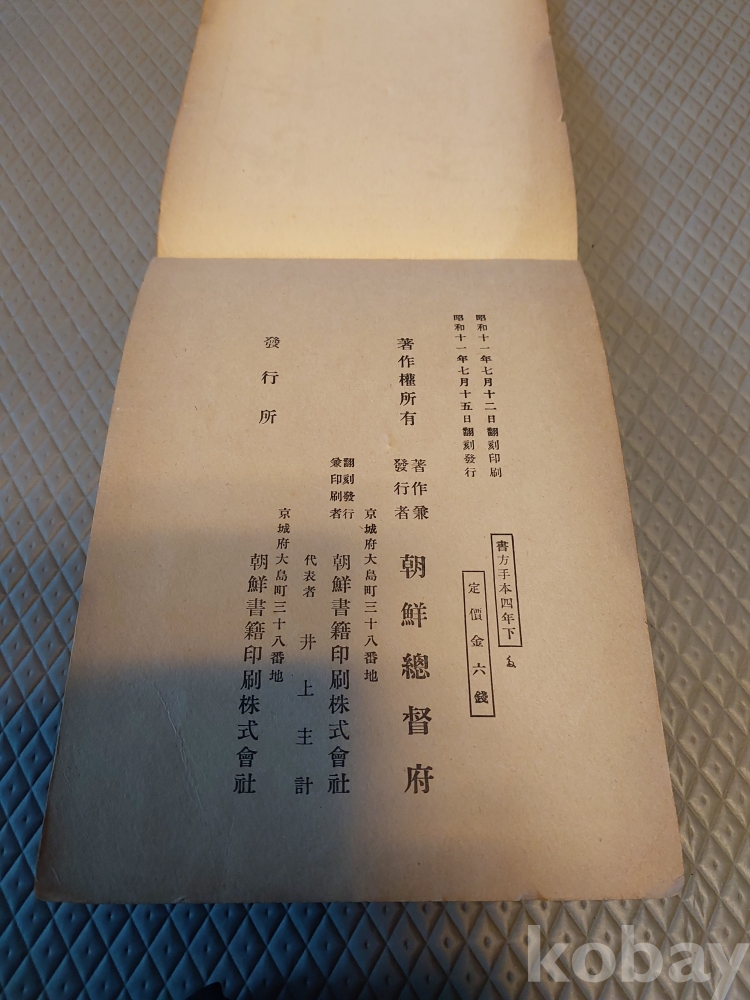 昭和十一年七月十二日翻刻印刷
昭和十一年七月十五日翻刻發行
書方手本四年下
定價金六錢
著作權所有
著作兼
發行者
朝鮮總督府
京城府大島町三十八番地
翻刻發行
兼印刷者
朝鮮書籍印刷株式會社
代表者 井上主計
京城府大島町三十八番地
發行所
朝鮮書籍印刷株式會社
kobay